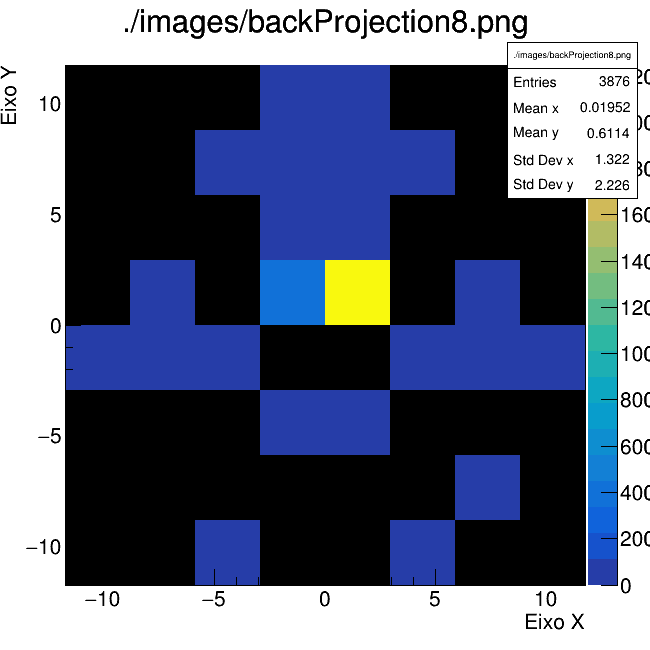 ./images/backProjection8.png
./images/backProjection8.png
Entries 3876
Mean x 0.01952
Mean y 0.6114
Std Dev x 1.322
Std Dev y 2.226
Eixo Y
10
5
0
−5
−10
−10 −5 0 5 10
Eixo X
160
140
120
100
800
600
400
200
0